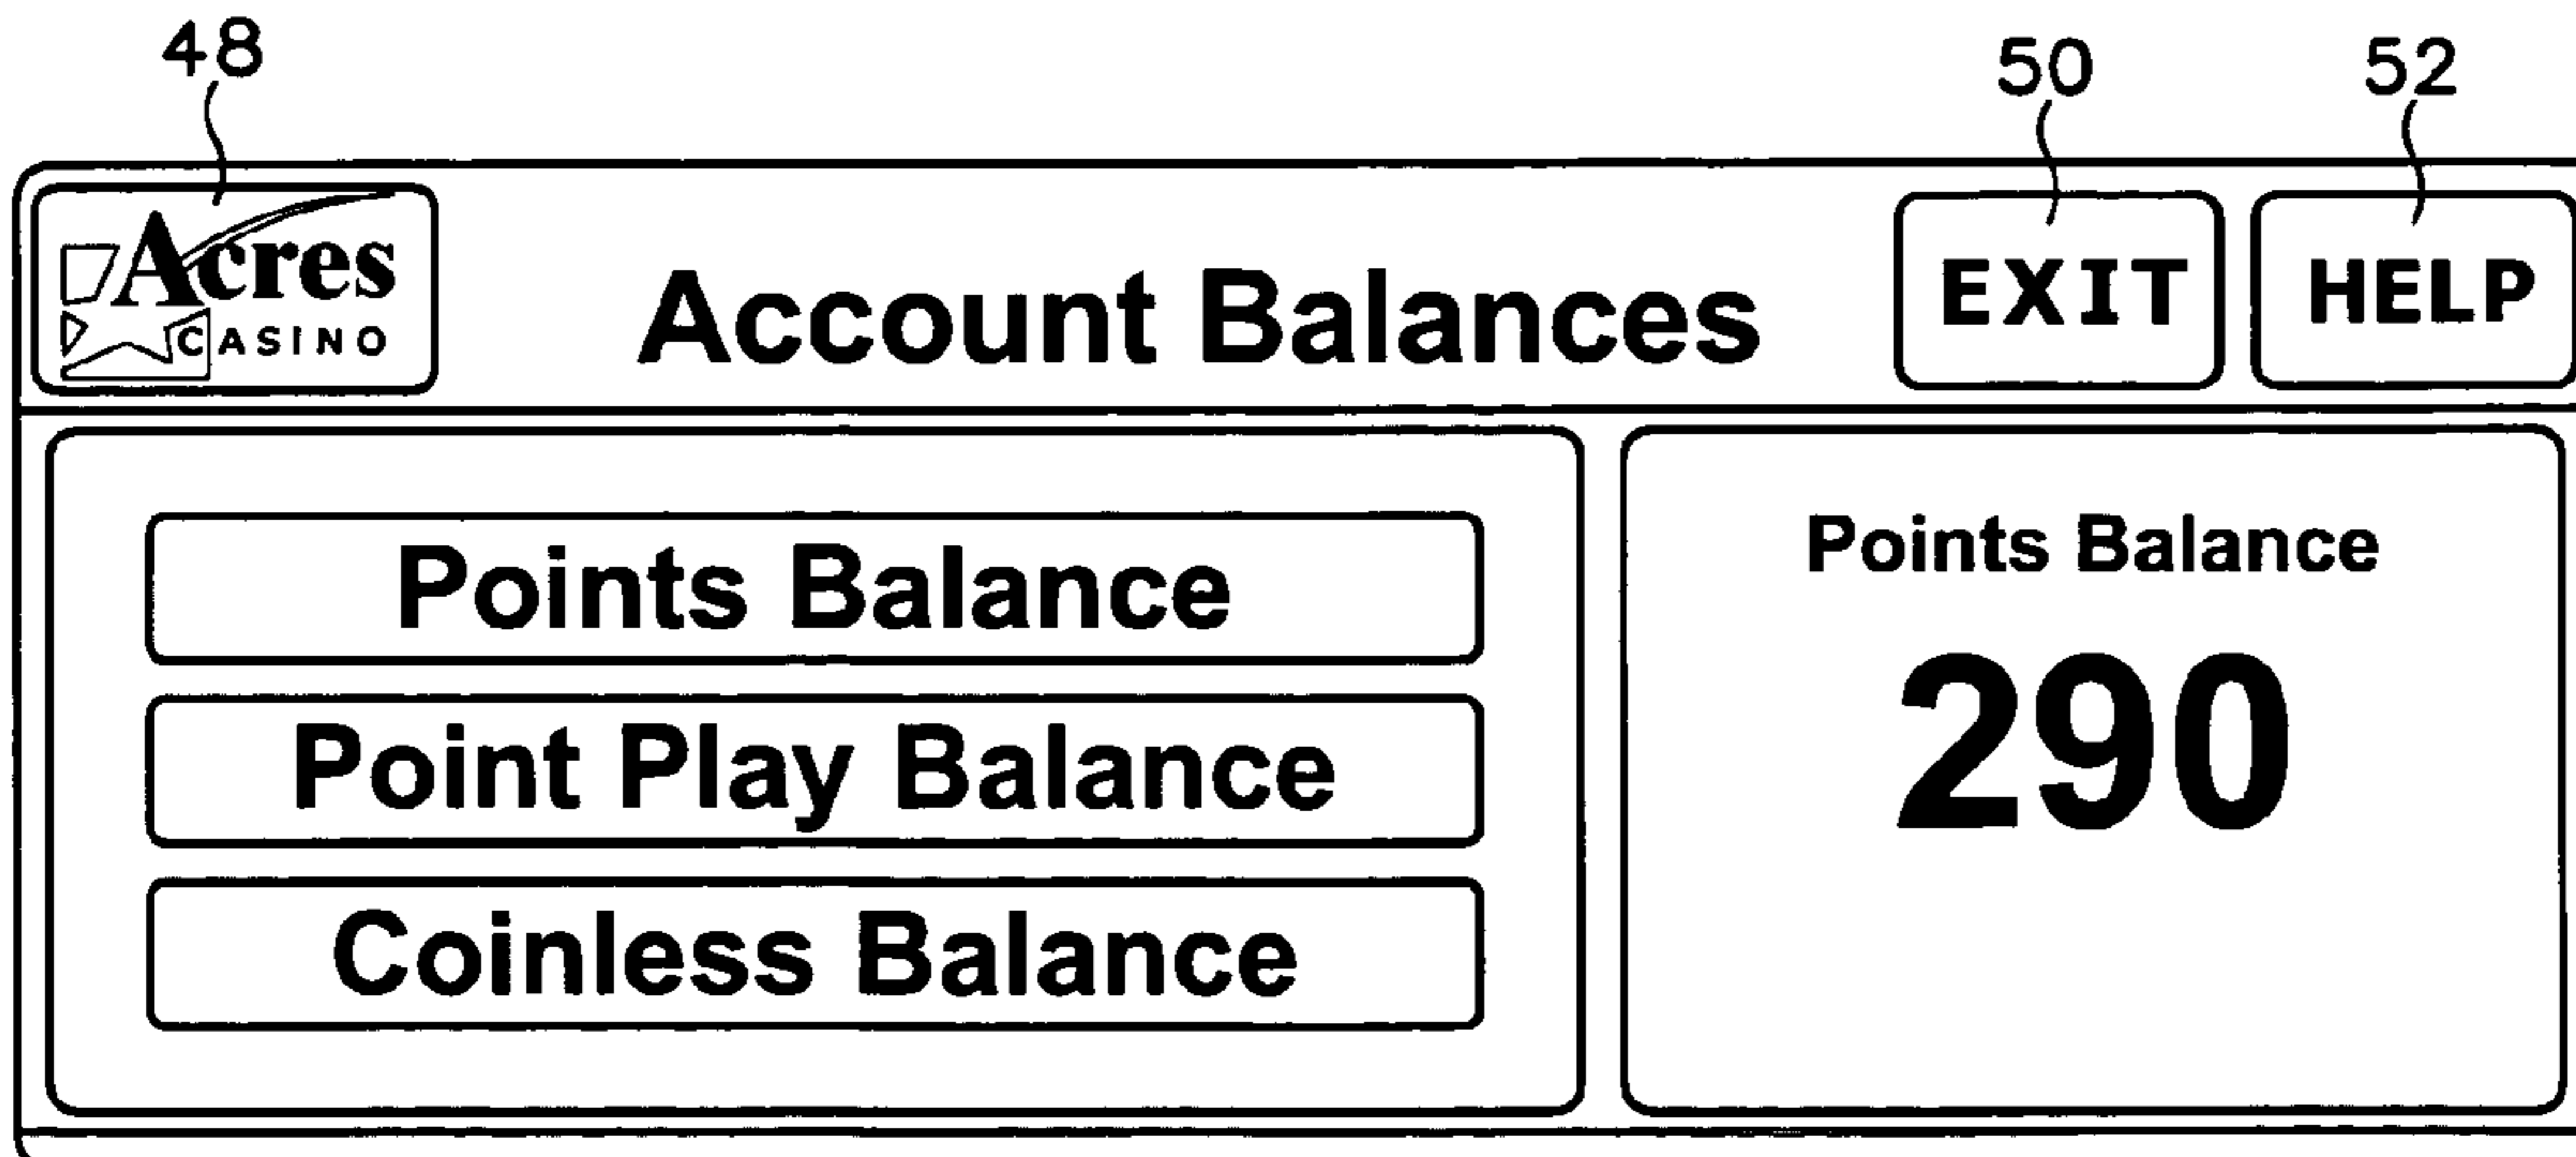 48
50
52
Acres
CASINO
Account Balances
EXIT
HELP
Points Balance
Point Play Balance
Coinless Balance
Points Balance
290